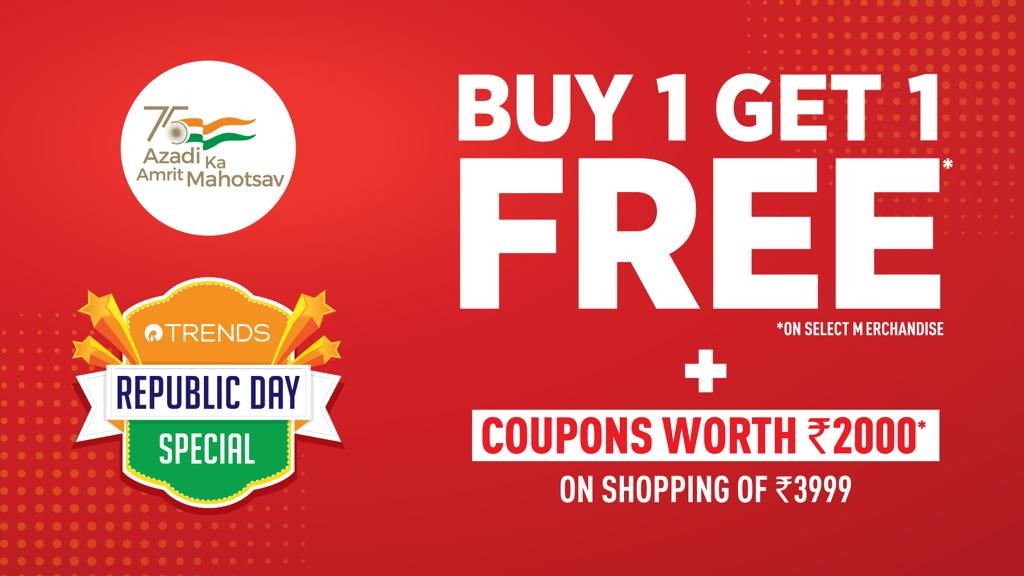 75
Azadi Ka
Amrit Mahotsav
TRENDS
REPUBLIC DAY
SPECIAL
BUY 1 GET 1
FREE*
*ON SELECT MERCHANDISE
+
COUPONS WORTH ₹2000*
ON SHOPPING OF ₹3999